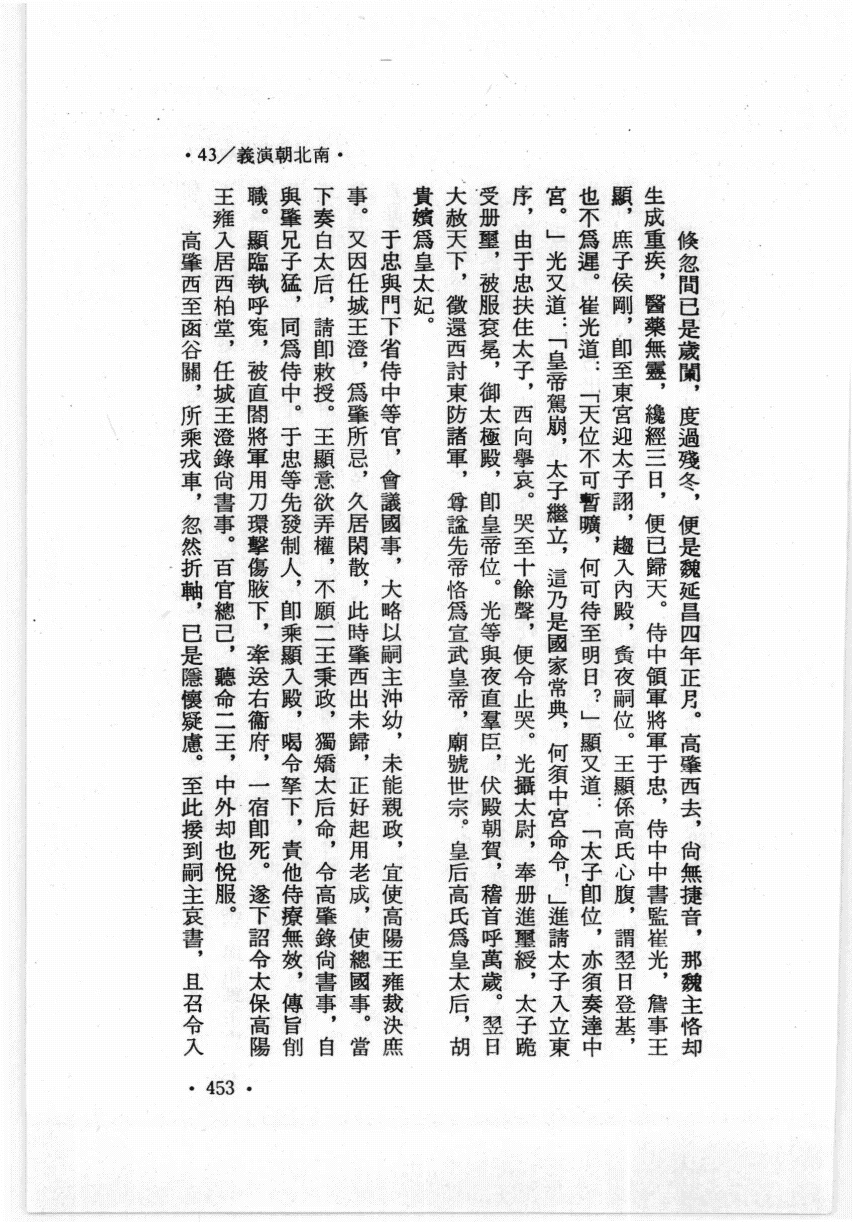 •43／義演朝北南•
倏忽間已是歲闌，度過殘冬，便是魏延昌四年正月。高肇西去，尙無捷音，那魏主恪却
生成重疾，醫藥無靈，纔經三日，便已歸天。侍中領軍將軍于忠，侍中中書監崔光，詹事王
顯，庶子侯剛，卽至東宮迎太子詡，趨入內殿，夤夜嗣位。王顯係高氏心腹，謂翌日登基，
也不爲遲。崔光道：「天位不可暫曠，何可待至明日？」顯又道：「太子卽位，亦須奏達中
宮。」光又道：「皇帝駕崩，太子繼立，這乃是國家常典，何須中宮命令！」進請太子入立東
序，由于忠扶住太子，西向擧哀。哭至十餘聲，便令止哭。光攝太尉，奉册進璽綬，太子跪
受册璽，被服袞冕，御太極殿，卽皇帝位。光等與夜直羣臣，伏殿朝賀，稽首呼萬歲。翌日
大赦天下，徵還西討東防諸軍，尊諡先帝恪爲宣武皇帝，廟號世宗。皇后高氏爲皇太后，胡
貴嬪爲皇太妃。
于忠與門下省侍中等官，會議國事，大略以嗣主沖幼，未能親政，宜使高陽王雍裁決庶
事。又因任城王澄，爲肇所忌，久居閑散，此時肇西出未歸，正好起用老成，使總國事。當
下奏白太后，請卽敕授。王顯意欲弄權，不願二王秉政，獨矯太后命，令高肇錄尙書事，自
與肇兄子猛，同爲侍中。于忠等先發制人，卽乘顯入殿，喝令拏下，責他侍療無效，傳旨削
職。顯臨執呼寃，被直閤將軍用刀環擊傷腋下，牽送右衞府，一宿卽死。遂下詔令太保高陽
王雍入居西柏堂，任城王澄錄尙書事。百官總己，聽命二王，中外却也悅服。
高肇西至函谷關，所乘戎車，忽然折軸，已是隱懷疑慮。至此接到嗣主哀書，且召令入
•453•